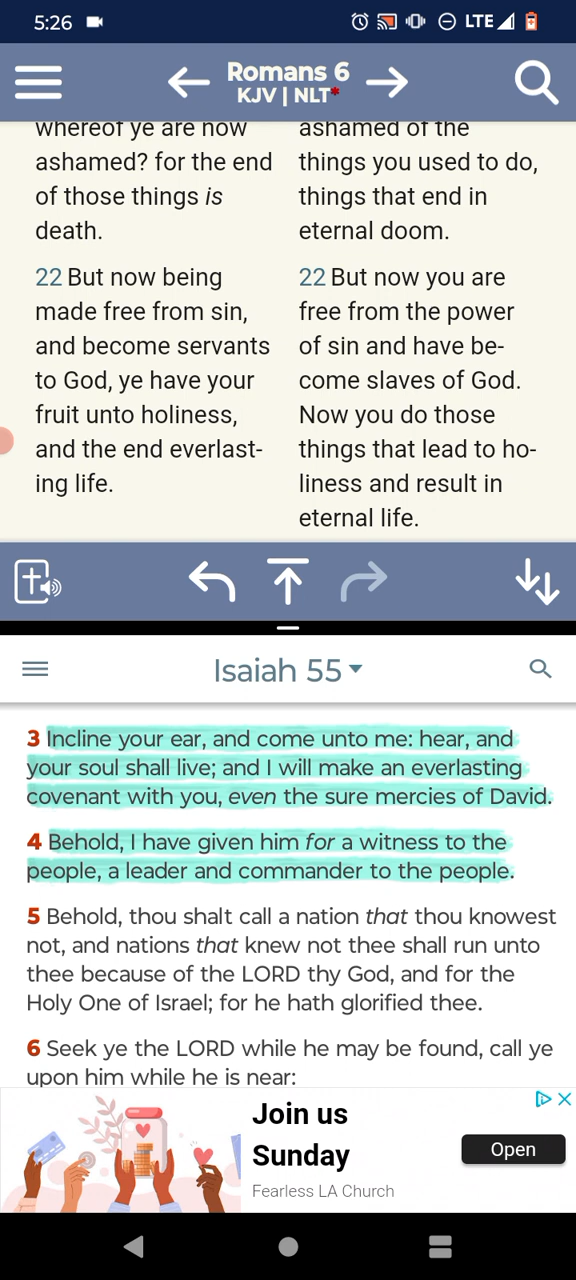 5:26
LTE
Romans 6
KJV | NLT*
whereof ye are now
ashamed? for the end
of those things is
death.
22 But now being
made free from sin,
and become servants
to God, ye have your
fruit unto holiness,
and the end everlast-
ing life.
ashamed of the
things you used to do,
things that end in
eternal doom.
22 But now you are
free from the power
of sin and have be-
come slaves of God.
Now you do those
things that lead to ho-
liness and result in
eternal life.
Isaiah 55
3 Incline your ear, and come unto me: hear, and
your soul shall live; and I will make an everlasting
covenant with you, even the sure mercies of David.
4 Behold, I have given him for a witness to the
people, a leader and commander to the people.
5 Behold, thou shalt call a nation that thou knowest
not, and nations that knew not thee shall run unto
thee because of the LORD thy God, and for the
Holy One of Israel; for he hath glorified thee.
6 Seek ye the LORD while he may be found, call ye
upon him while he is near:
Join us
Sunday
Fearless LA Church
Open